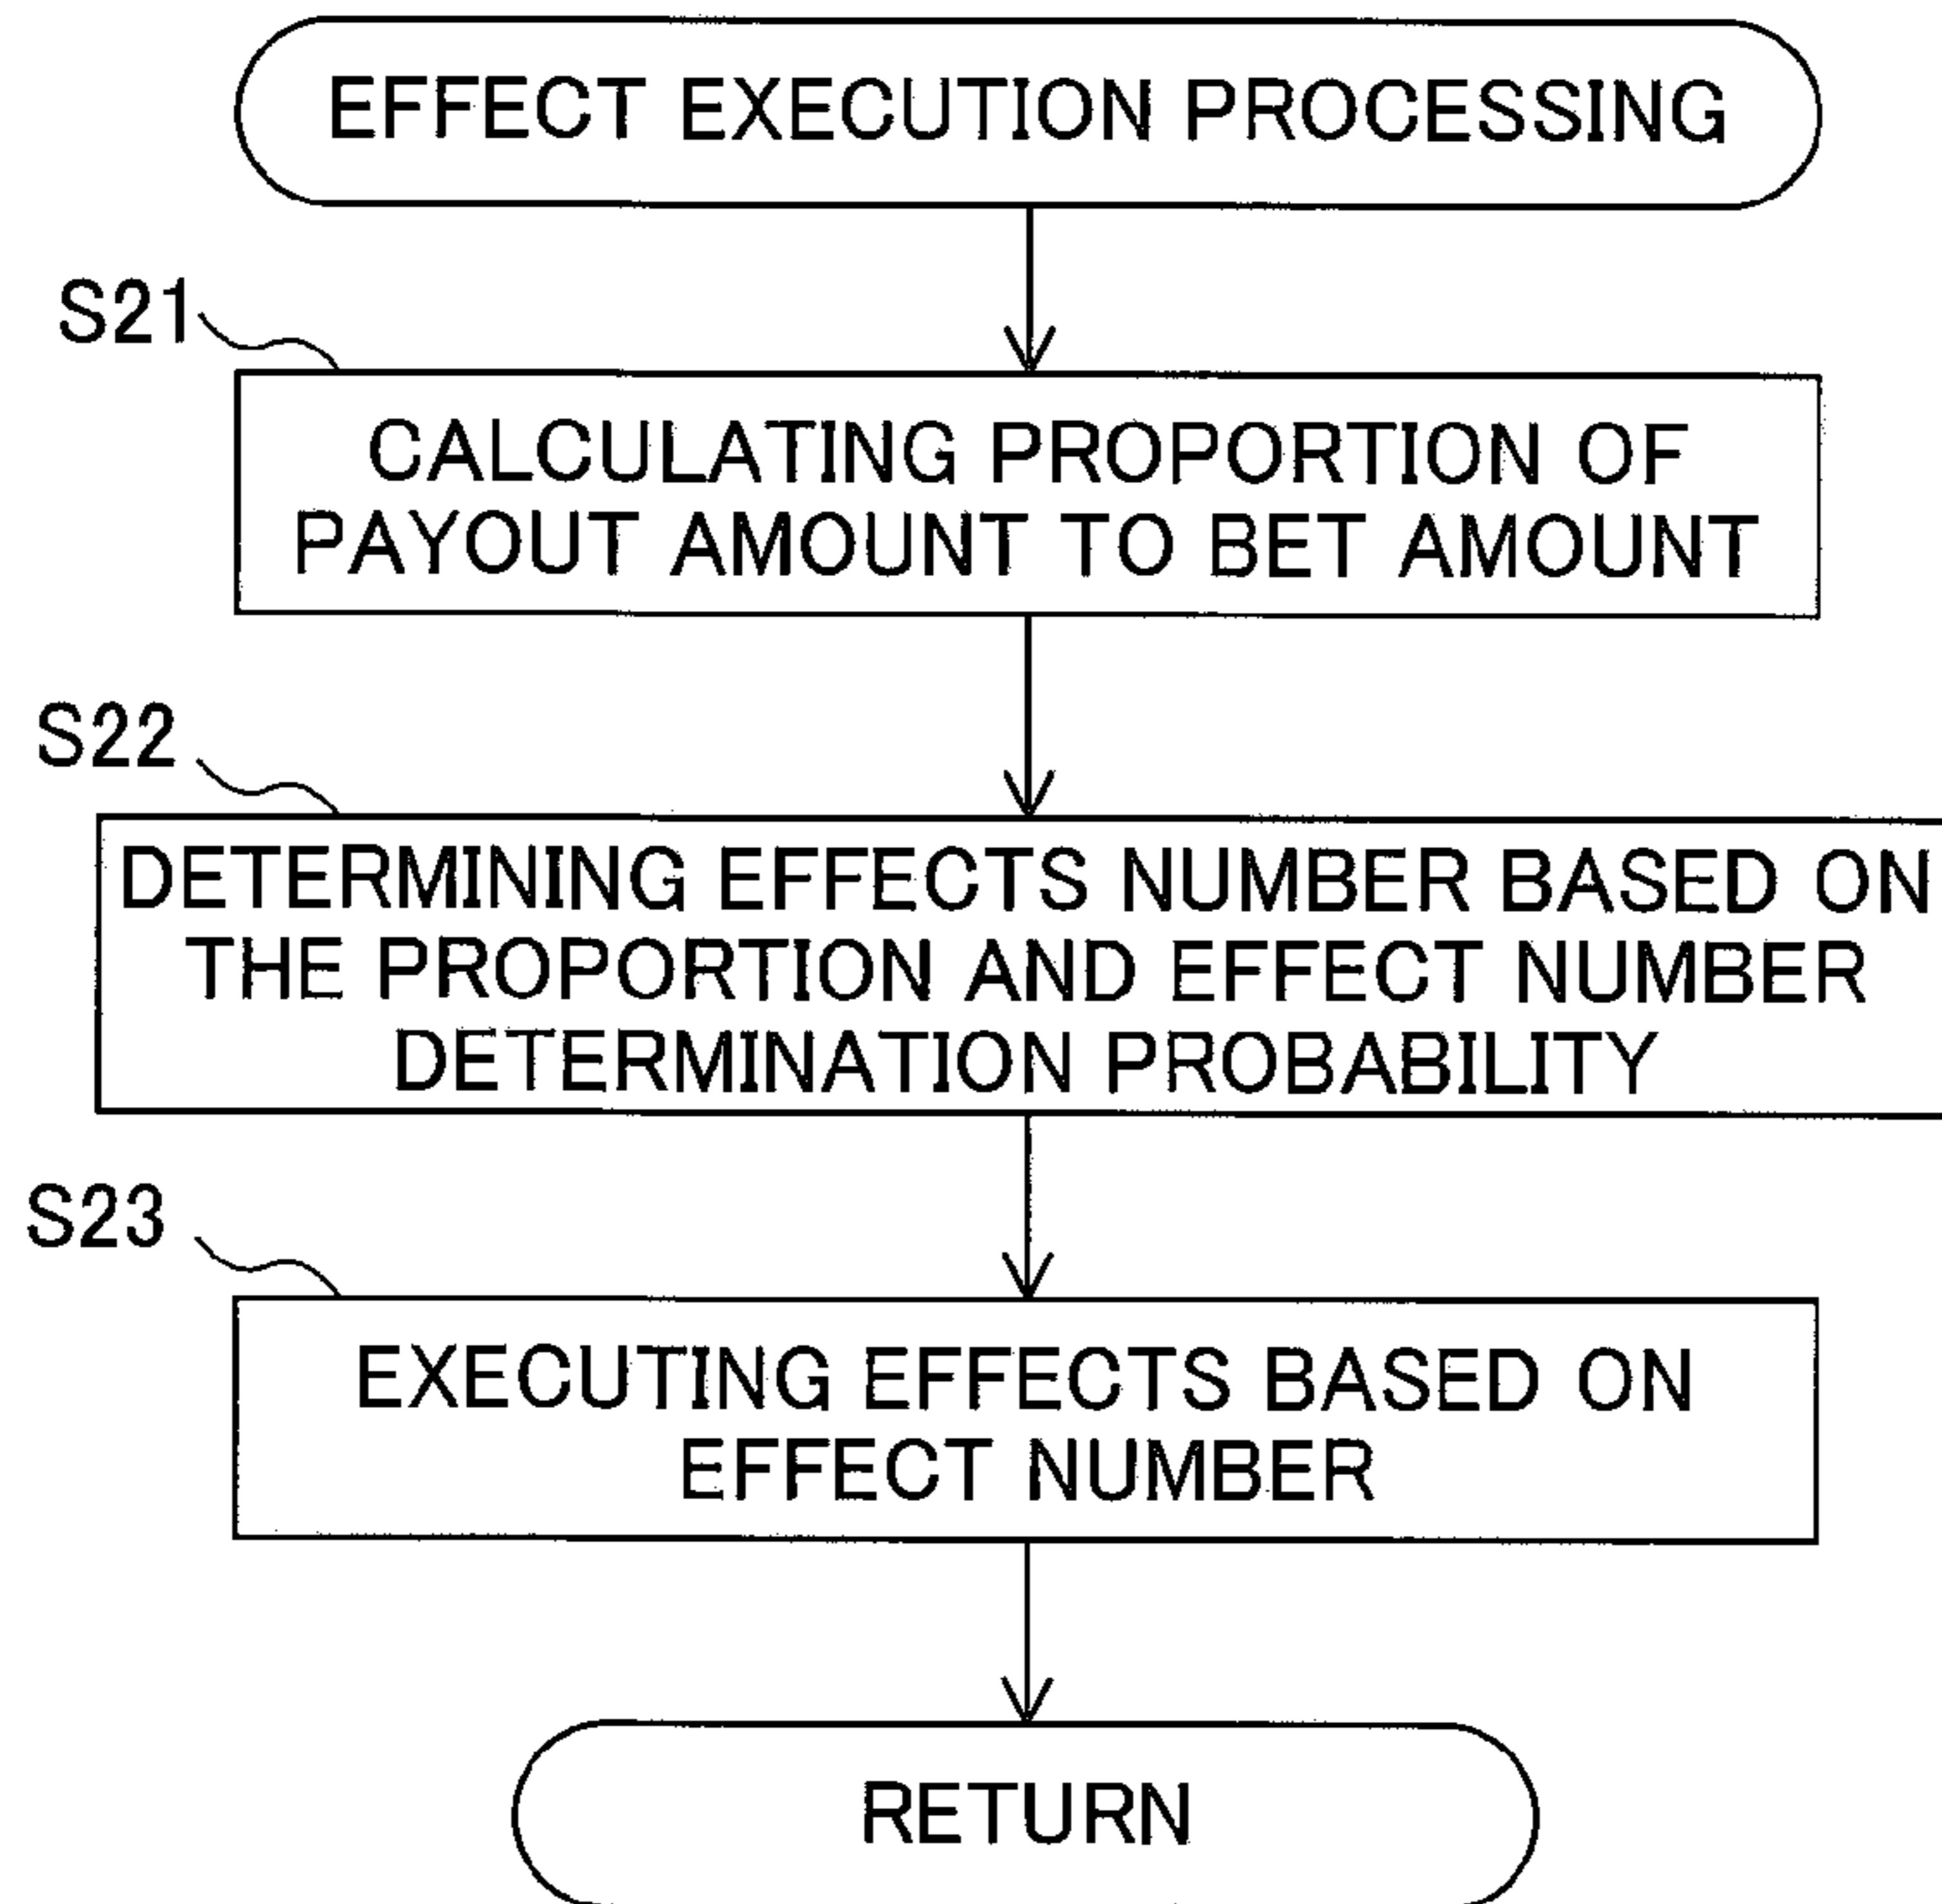 EFFECT EXECUTION PROCESSING
S21
CALCULATING PROPORTION OF
PAYOUT AMOUNT TO BET AMOUNT
S22
DETERMINING EFFECTS NUMBER BASED ON
THE PROPORTION AND EFFECT NUMBER
DETERMINATION PROBABILITY
S23
EXECUTING EFFECTS BASED ON
EFFECT NUMBER
RETURN